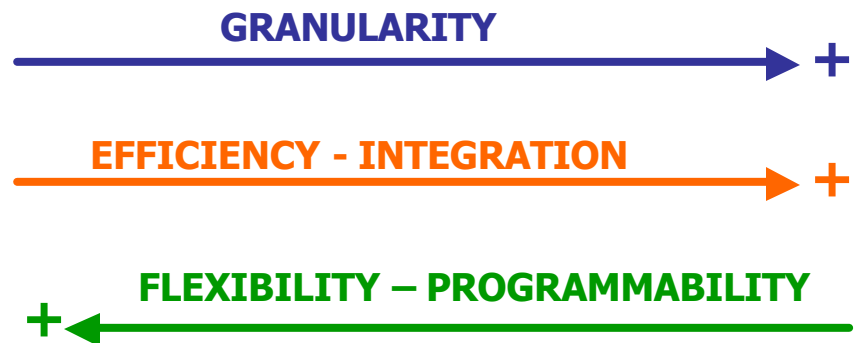 GRANULARITY
+
EFFICIENCY - INTEGRATION
+
FLEXIBILITY – PROGRAMMABILITY
+